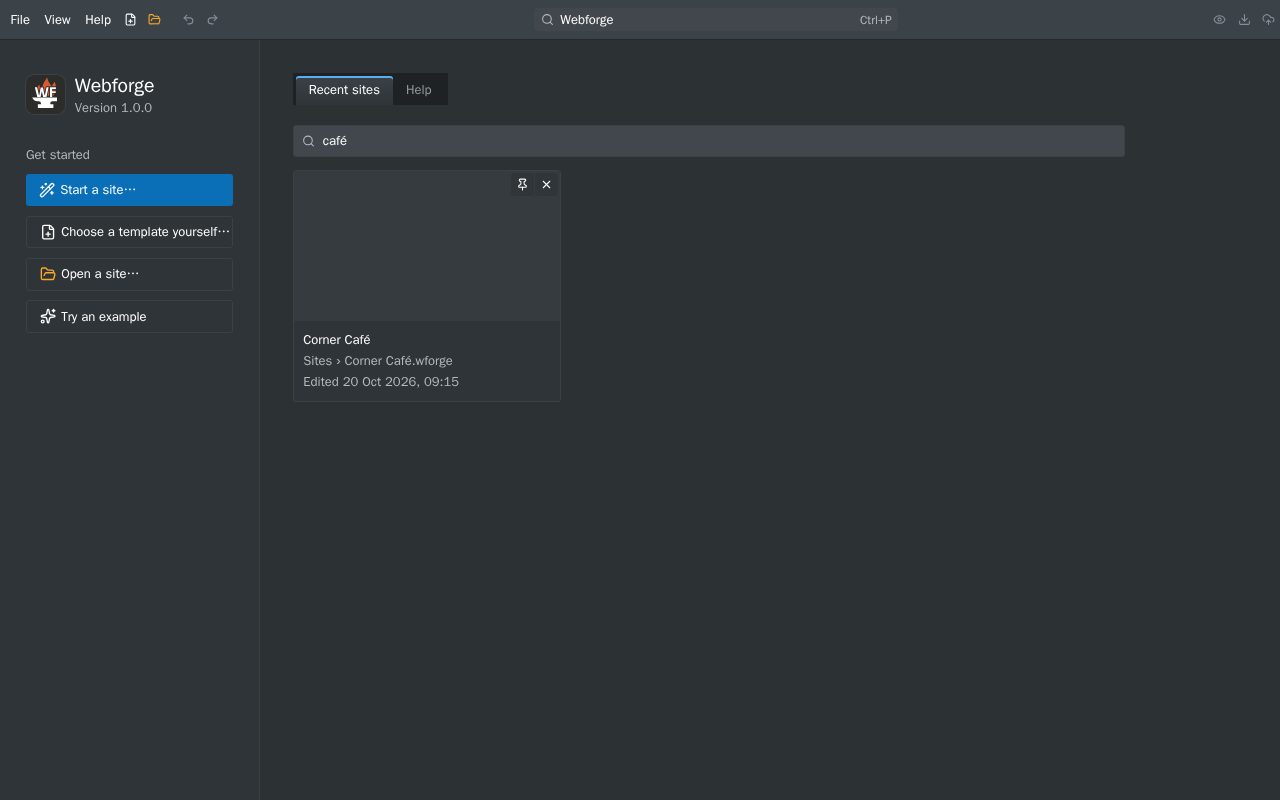 File View Help
Webforge Ctrl+P
WF
Webforge
Version 1.0.0
Get started
Start a site···
Choose a template yourself···
Open a site···
Try an example
Recent sites Help
café
Corner Café
Sites › Corner Café.wforge
Edited 20 Oct 2026, 09:15